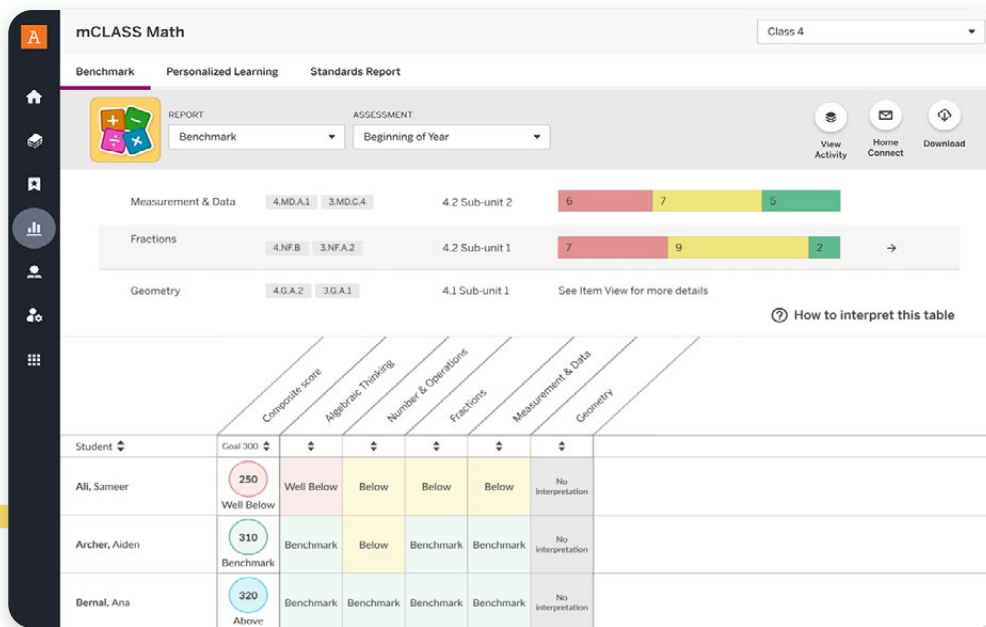 A
mCLASS Math
Class 4
Benchmark Personalized Learning Standards Report
REPORT
Benchmark
ASSESSMENT
Beginning of Year
View
Activity
Home
Connect
Download
Measurement & Data 4.MD.A.1 3.MD.C.4 4.2 Sub-unit 2 6 7 5
Fractions 4.NF.B 3.NF.A.2 4.2 Sub-unit 1 7 9 2 →
Geometry 4.G.A.2 3.G.A.1 4.1 Sub-unit 1 See Item View for more details
? How to interpret this table
Composite score
Algebraic Thinking
Number & Operations
Fractions
Measurement & Data
Geometry
Student Goal 300
Ali, Sameer 250 Well Below Well Below Below Below Below No interpretation
Archer, Aiden 310 Benchmark Benchmark Below Benchmark Benchmark No interpretation
Bernal, Ana 320 Above Benchmark Benchmark Benchmark Benchmark No interpretation